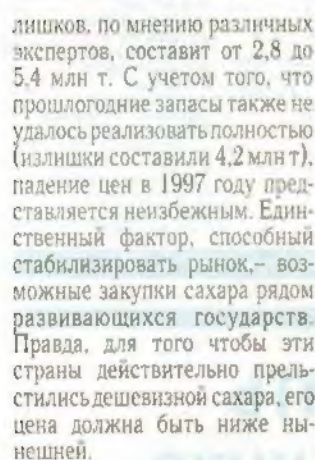 лишков, по мнению различных
экспертов, составит от 2,8 до
5,4 млн т. С учетом того, что
прошлогодние запасы также не
удалось реализовать полностью
(излишки составили 4,2 млн т),
падение цен в 1997 году пред-
ставляется неизбежным. Един-
ственный фактор, способный
стабилизировать рынок,– воз-
можные закупки сахара рядом
развивающихся государств.
Правда, для того чтобы эти
страны действительно прель-
стились дешевизной сахара, его
цена должна быть ниже ны-
нешней.